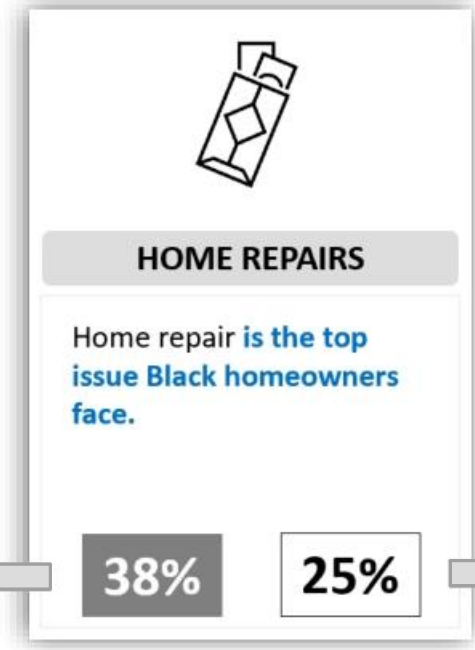 HOME REPAIRS
Home repair is the top
issue Black homeowners
face.
38% 25%